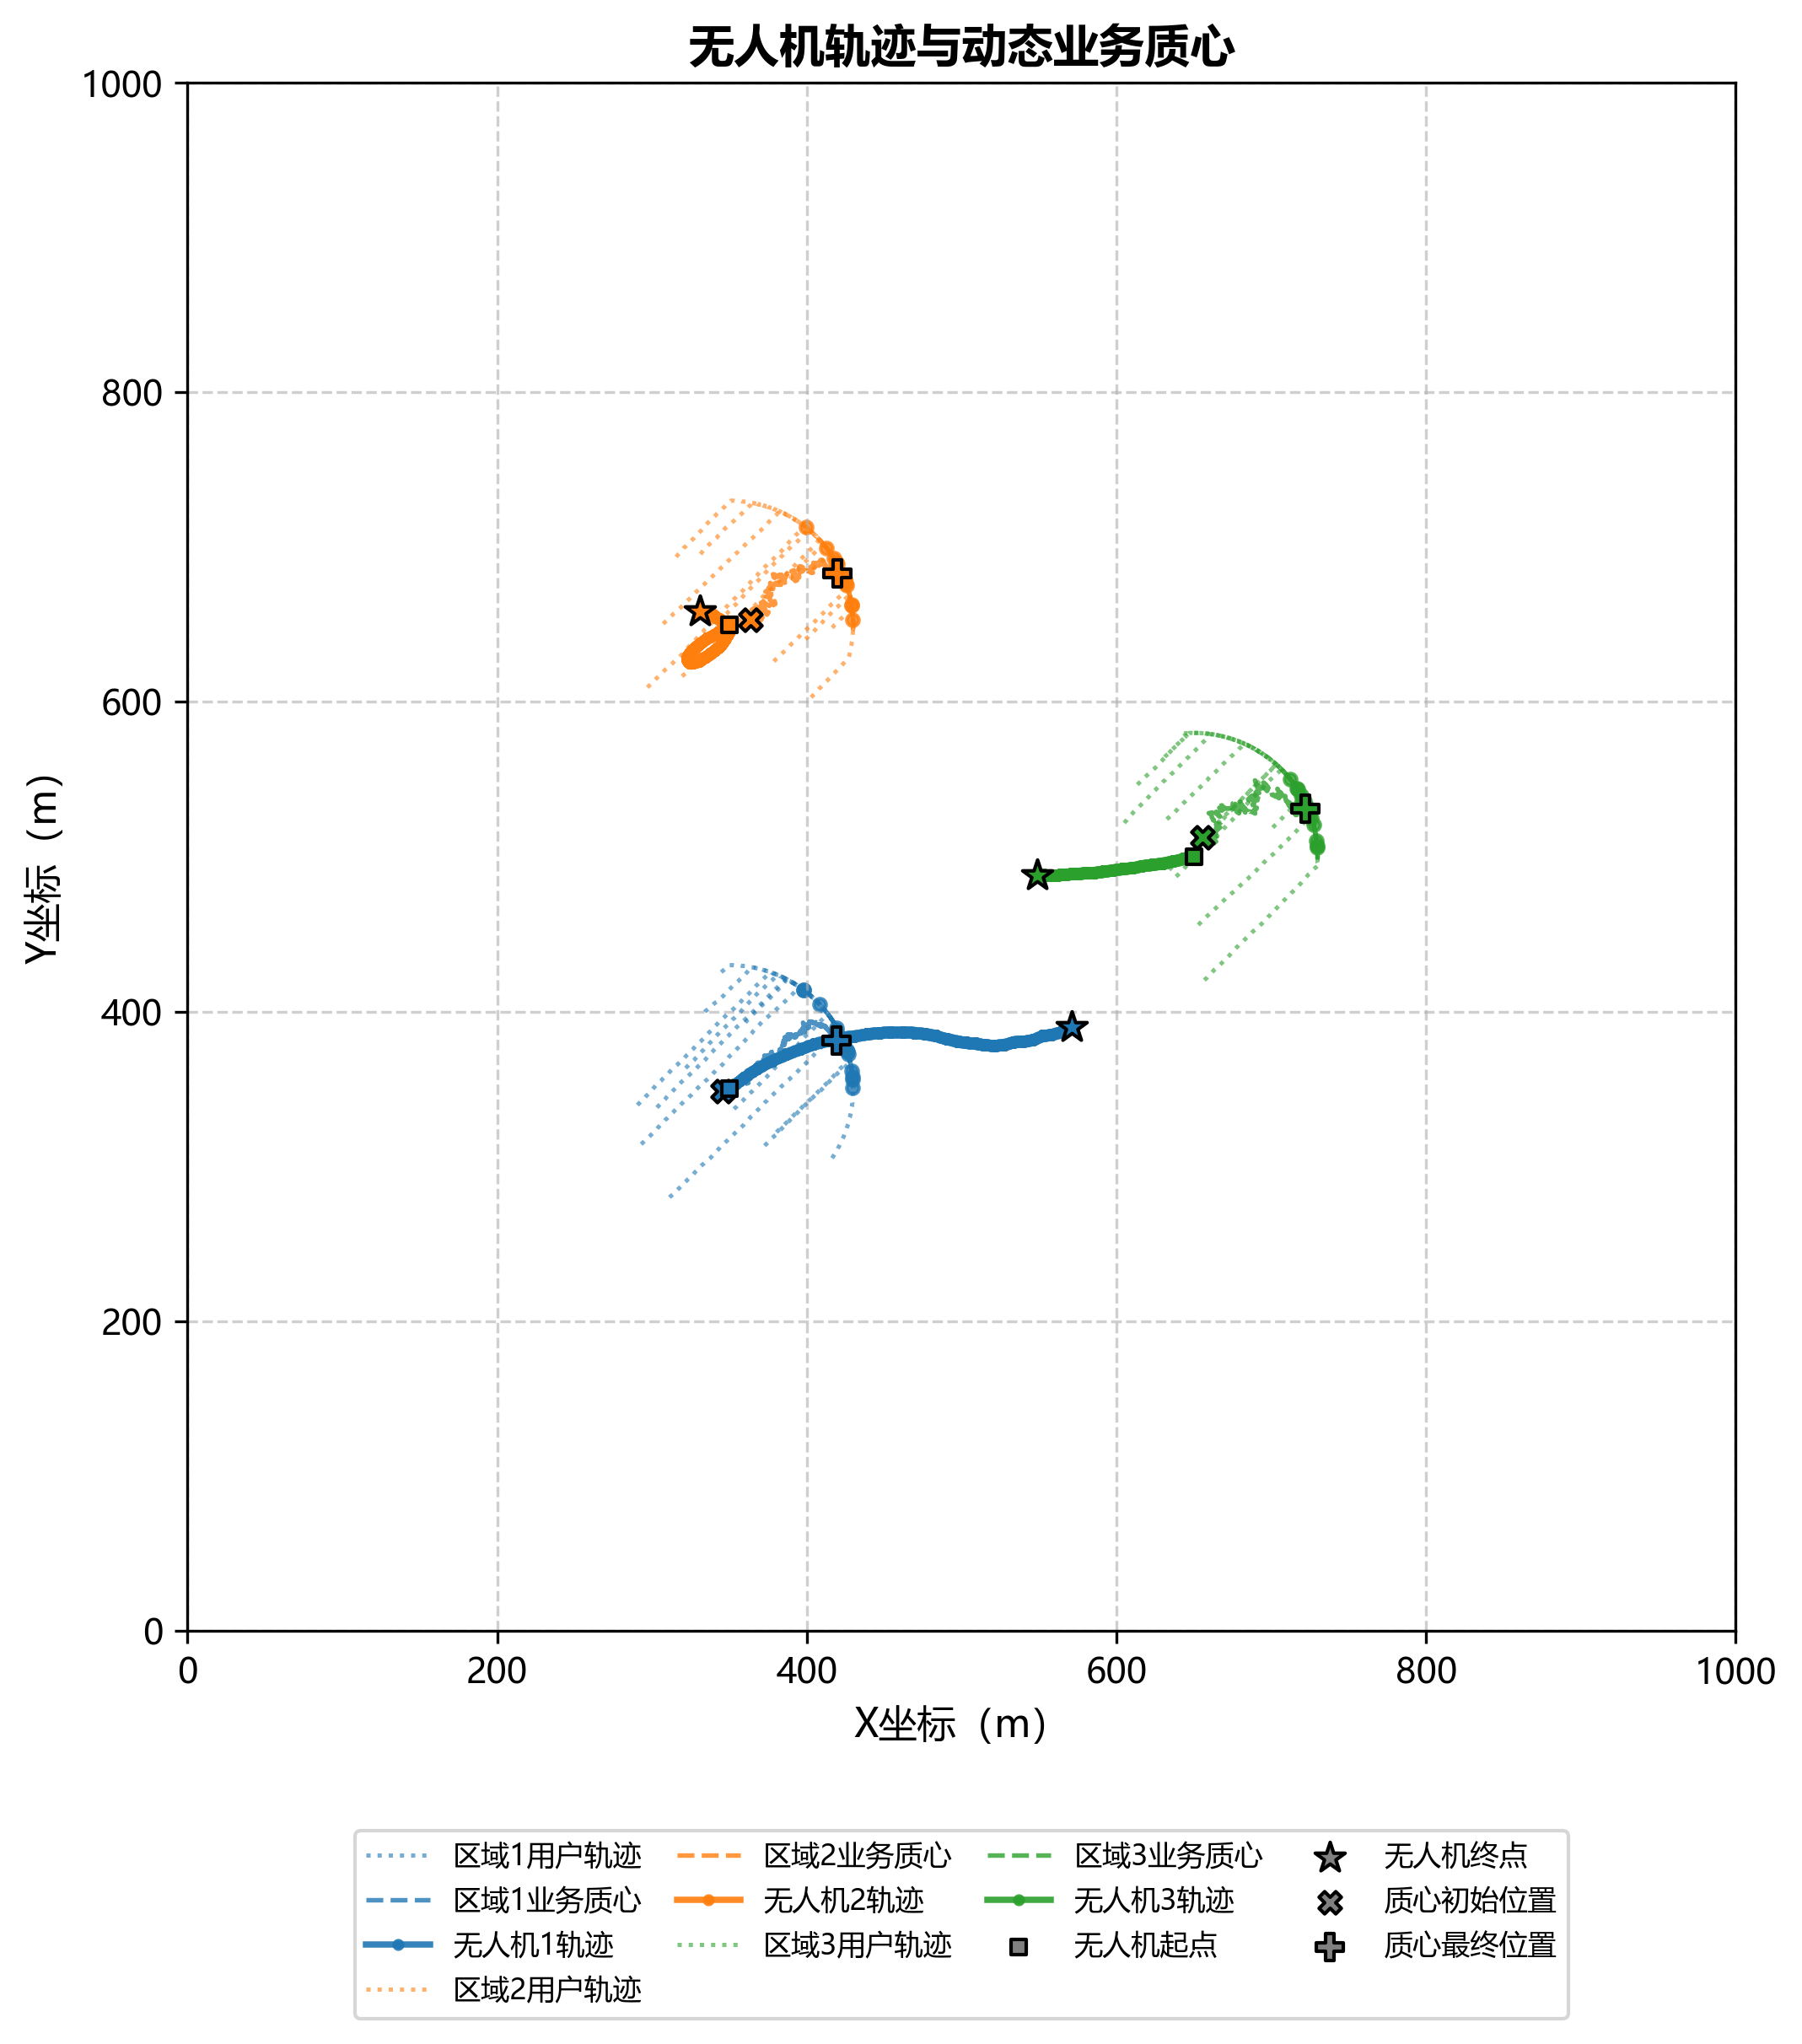 无人机轨迹与动态业务质心
1000
800
600
400
200
0
Y坐标（m）
0 200 400 600 800 1000
X坐标（m）
区域1用户轨迹
区域1业务质心
无人机1轨迹
区域2用户轨迹
区域2业务质心
无人机2轨迹
区域3用户轨迹
区域3业务质心
无人机3轨迹
无人机起点
无人机终点
质心初始位置
质心最终位置